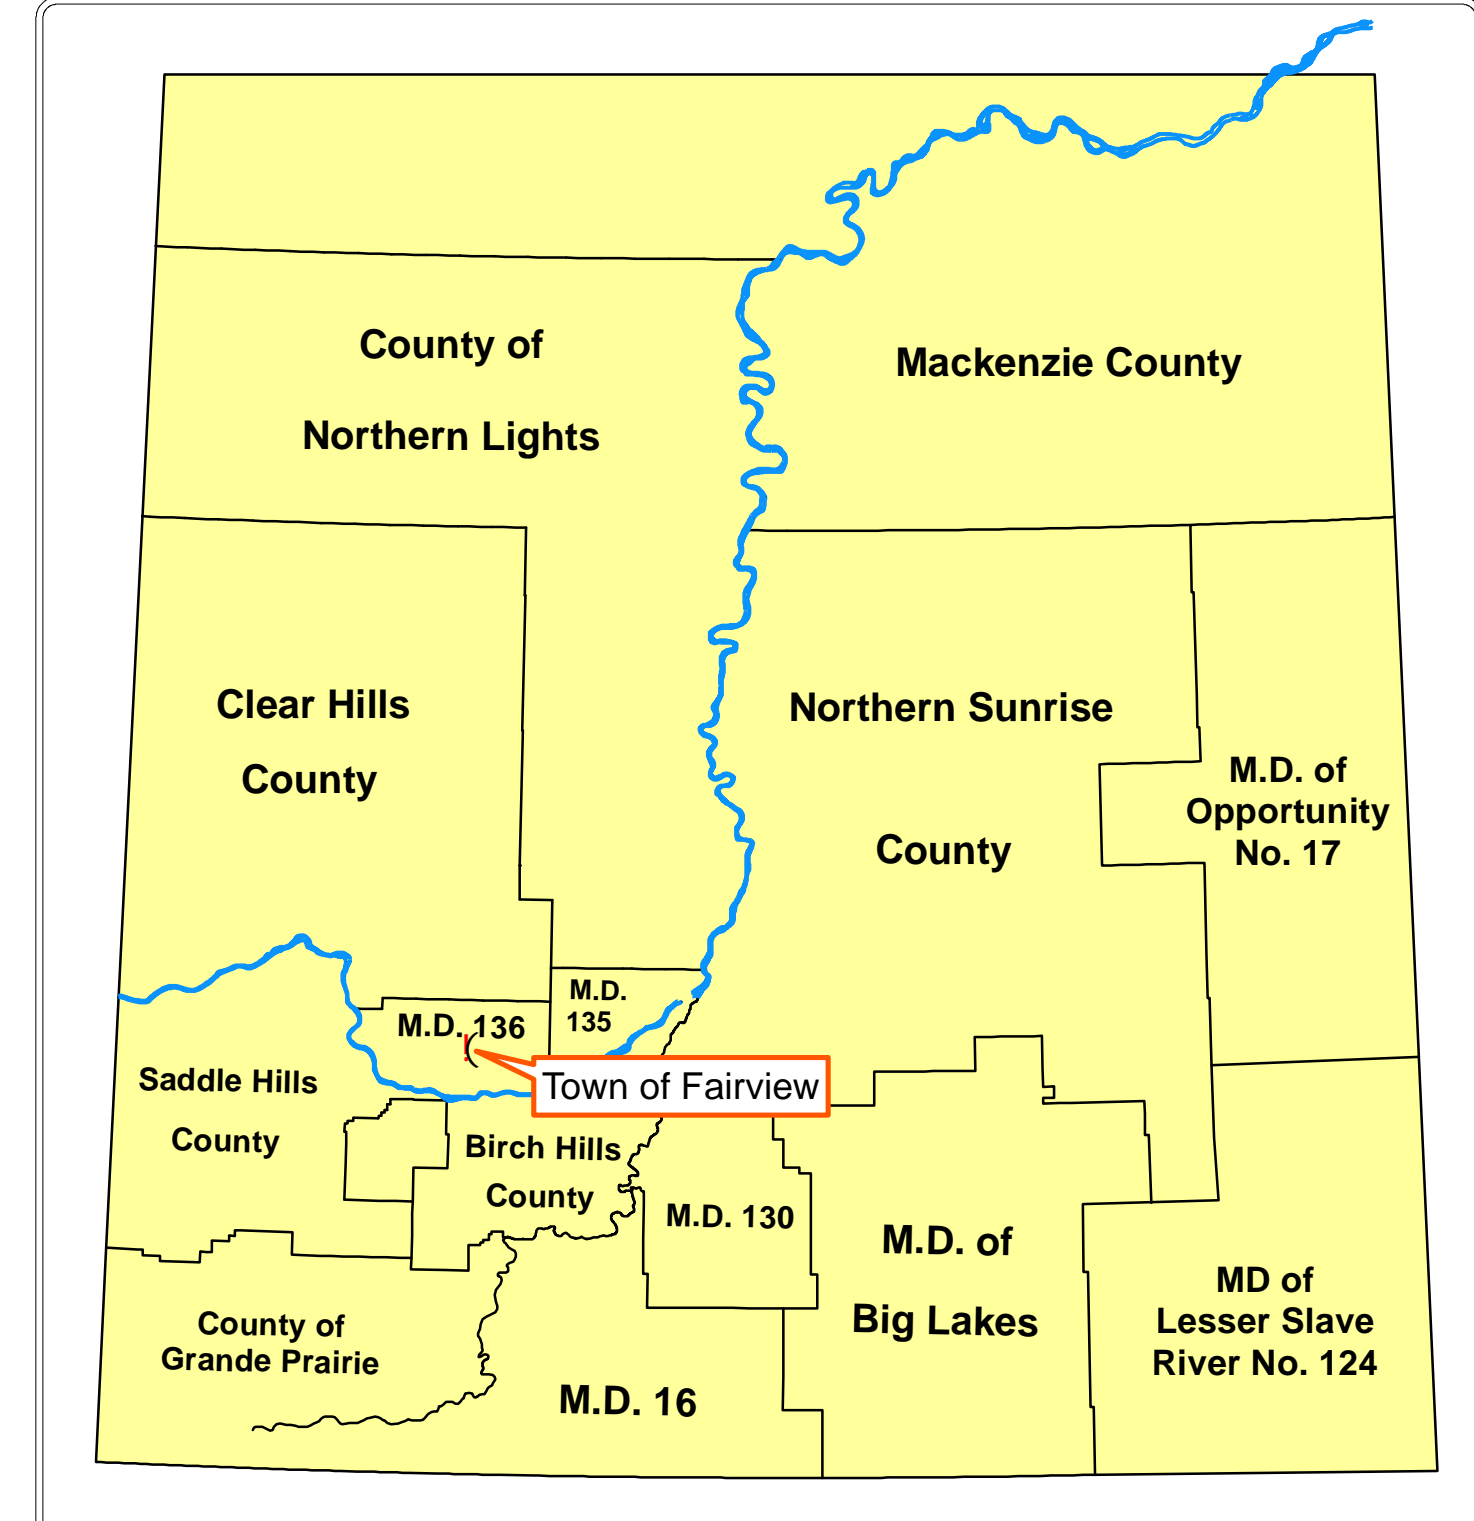 County of
Northern Lights
Mackenzie County
Clear Hills
County
Northern Sunrise
County
M.D. of
Opportunity
No. 17
M.D.
135
M.D. 136
Town of Fairview
Saddle Hills
County
Birch Hills
County
M.D. 130
M.D. of
Big Lakes
MD of
Lesser Slave
River No. 124
County of
Grande Prairie
M.D. 16